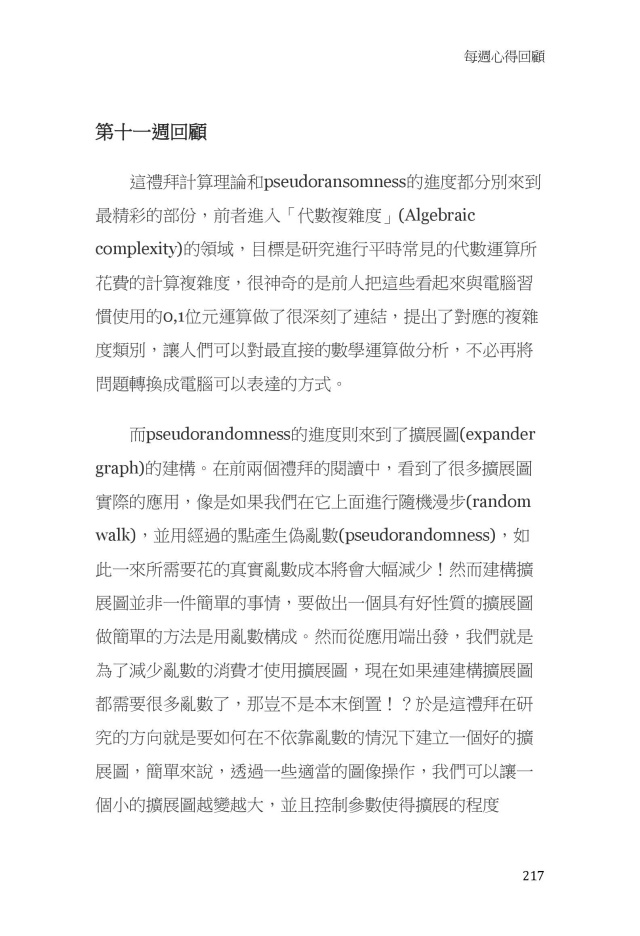 每週心得回顧
第十一週回顧
這禮拜計算理論和pseudoransomness的進度都分別來到
最精彩的部份，前者進入「代數複雜度」(Algebraic
complexity)的領域，目標是研究進行平時常見的代數運算所
花費的計算複雜度，很神奇的是前人把這些看起來與電腦習
慣使用的0,1位元運算做了很深刻了連結，提出了對應的複雜
度類別，讓人們可以對最直接的數學運算做分析，不必再將
問題轉換成電腦可以表達的方式。
而pseudorandomness的進度則來到了擴展圖(expander
graph)的建構。在前兩個禮拜的閱讀中，看到了很多擴展圖
實際的應用，像是如果我們在它上面進行隨機漫步(random
walk)，並用經過的點產生偽亂數(pseudorandomness)，如
此一來所需要花的真實亂數成本將會大幅減少！然而建構擴
展圖並非一件簡單的事情，要做出一個具有好性質的擴展圖
做簡單的方法是用亂數構成。然而從應用端出發，我們就是
為了減少亂數的消費才使用擴展圖，現在如果連建構擴展圖
都需要很多亂數了，那豈不是本末倒置！？於是這禮拜在研
究的方向就是要如何在不依靠亂數的情況下建立一個好的擴
展圖，簡單來說，透過一些適當的圖像操作，我們可以讓一
個小的擴展圖越變越大，並且控制參數使得擴展的程度
217